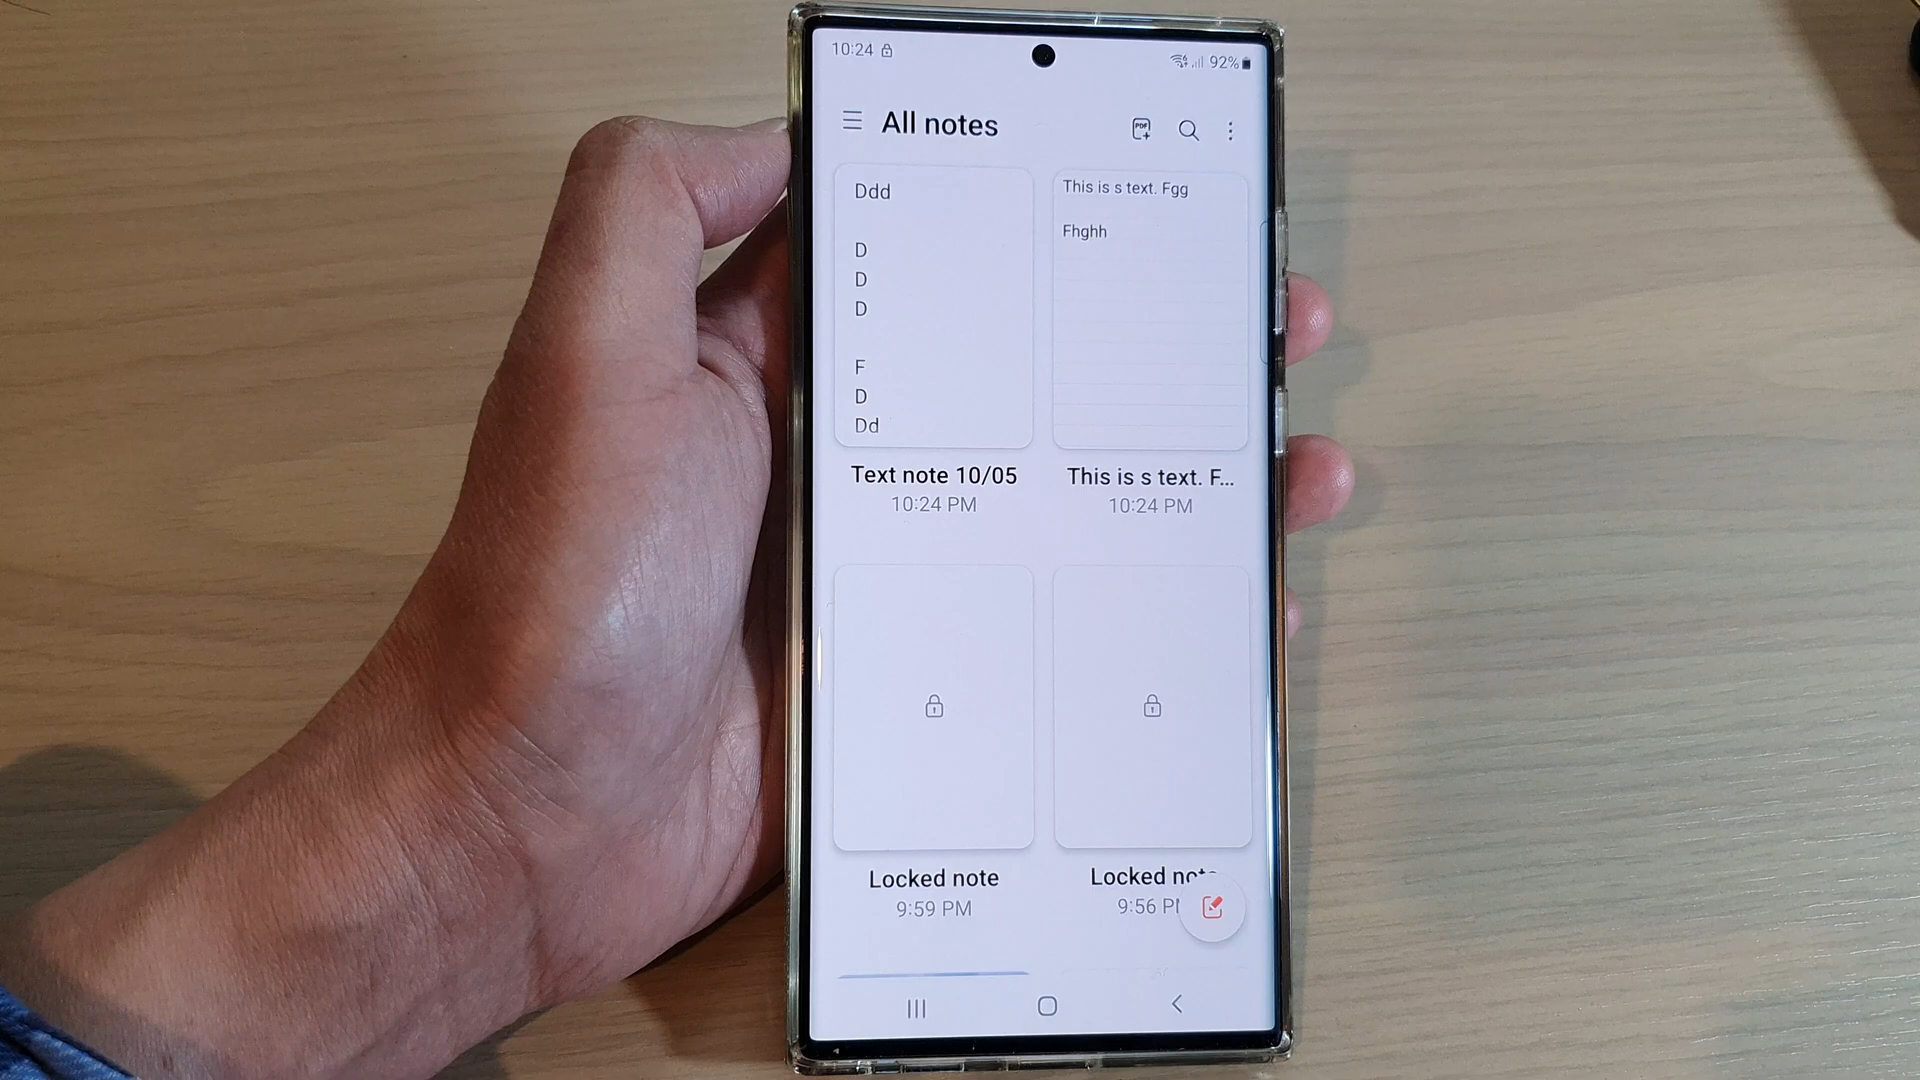 10:24
92%
All notes
PDF
Ddd
D
D
D
F
D
Dd
This is s text. Fgg
Fhghh
Text note 10/05
10:24 PM
This is s text. F...
10:24 PM
Locked note
9:59 PM
Locked note
9:56 PM